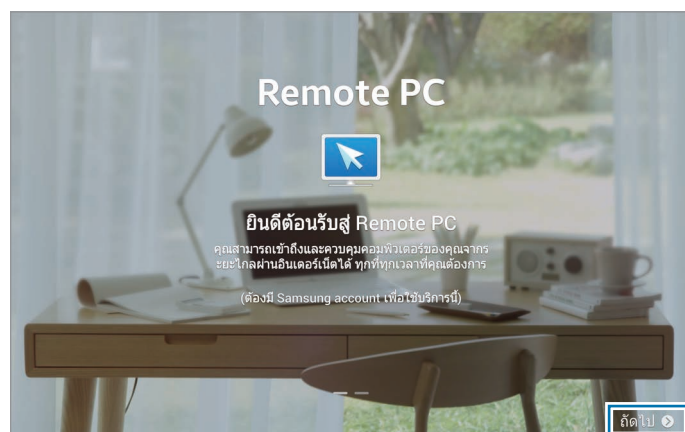 Remote PC
ยินดีต้อนรับสู่ Remote PC
คุณสามารถเข้าถึงและควบคุมคอมพิวเตอร์ของคุณจากร
ะยะไกลผ่านอินเตอร์เน็ตได้ ทุกที่ทุกเวลาที่คุณต้องการ
(ต้องมี Samsung account เพื่อใช้บริการนี้)
ถัดไป